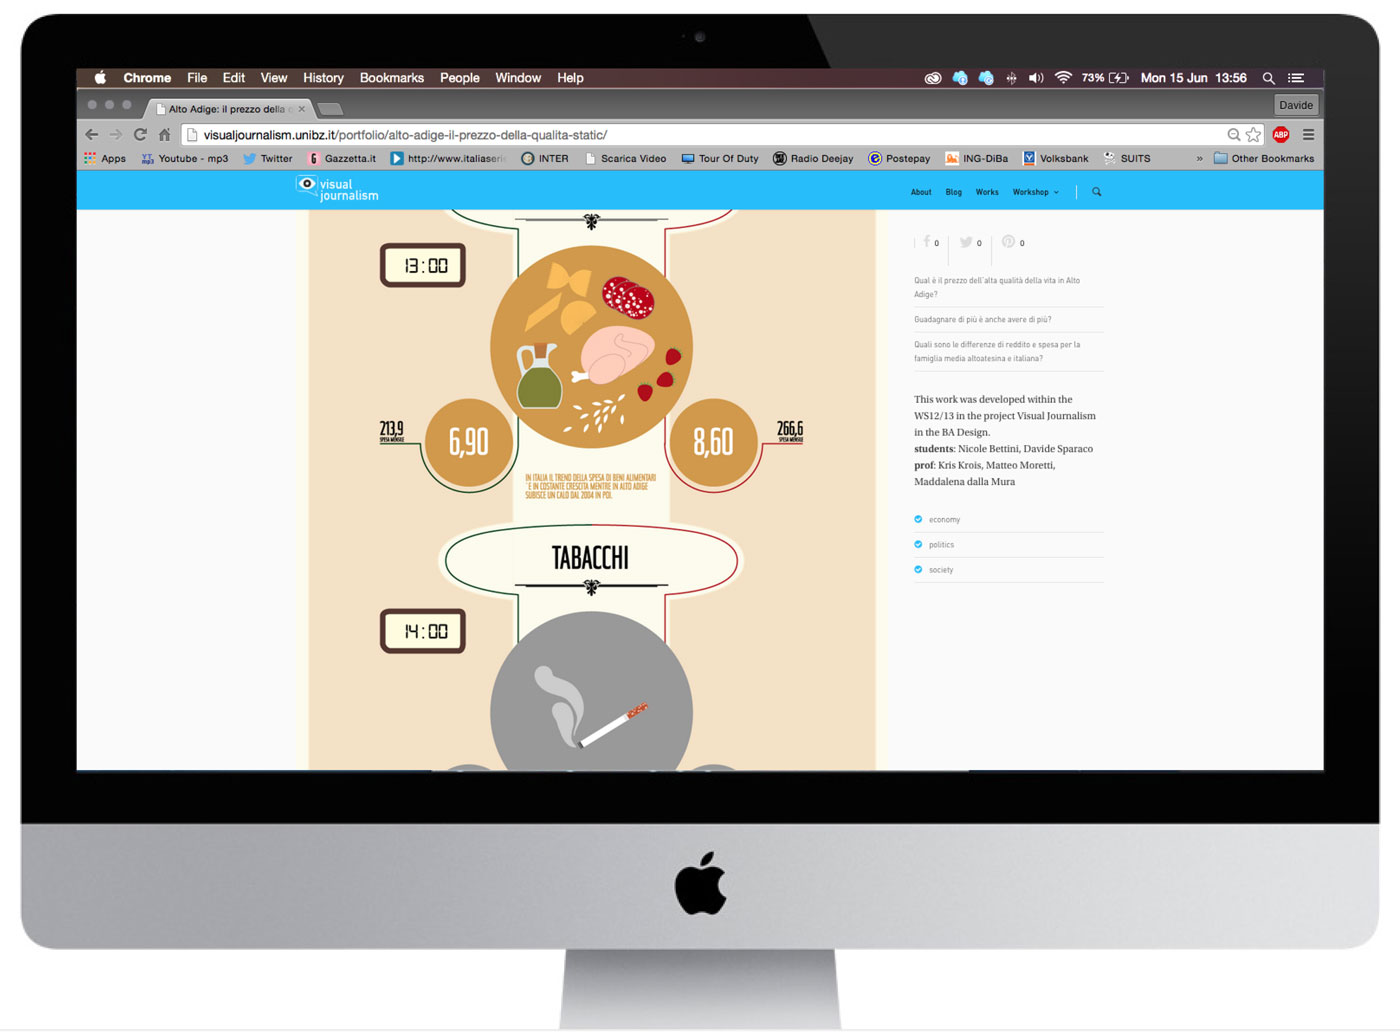 Chrome File Edit View History Bookmarks People Window Help 73% Mon 15 Jun 13:56
Alto Adige: il prezzo della q Davide
visualjournalism.unibz.it/portfolio/alto-adige-il-prezzo-della-qualita-static/ ABP
Apps Youtube - mp3 Twitter Gazzetta.it http://www.italiaserie INTER Scarica Video Tour Of Duty Radio Deejay Postepay ING-DiBa Volksbank SUITS » Other Bookmarks
visual
journalism
About Blog Works Workshop
13:00
213,9
SPESA MENSILE
6,90
8,60
266,6
SPESA MENSILE
IN ITALIA IL TREND DELLA SPESA DI BENI ALIMENTARI
`E IN COSTANTE CRESCITA MENTRE IN ALTO ADIGE
SUBISCE UN CALO DAL 2004 IN POI.
TABACCHI
14:00
0 0 0
Qual è il prezzo dell'alta qualità della vita in Alto
Adige?
Guadagnare di più è anche avere di più?
Quali sono le differenze di reddito e spesa per la
famiglia media altoatesina e italiana?
This work was developed within the
WS12/13 in the project Visual Journalism
in the BA Design.
students: Nicole Bettini, Davide Sparaco
prof: Kris Krois, Matteo Moretti,
Maddalena dalla Mura
economy
politics
society